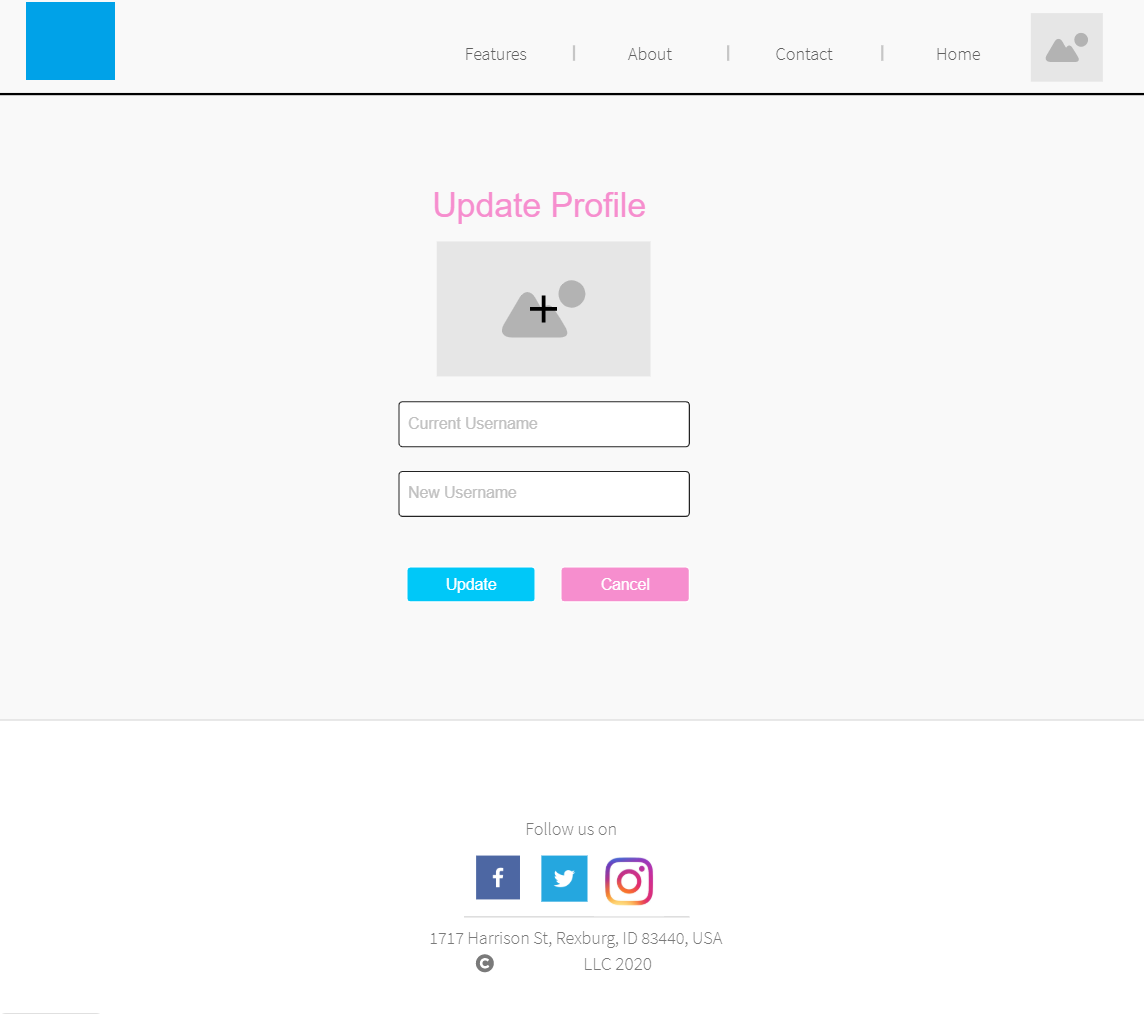 Features | About | Contact | Home
Update Profile
Current Username
New Username
Update Cancel
Follow us on
1717 Harrison St, Rexburg, ID 83440, USA
© LLC 2020